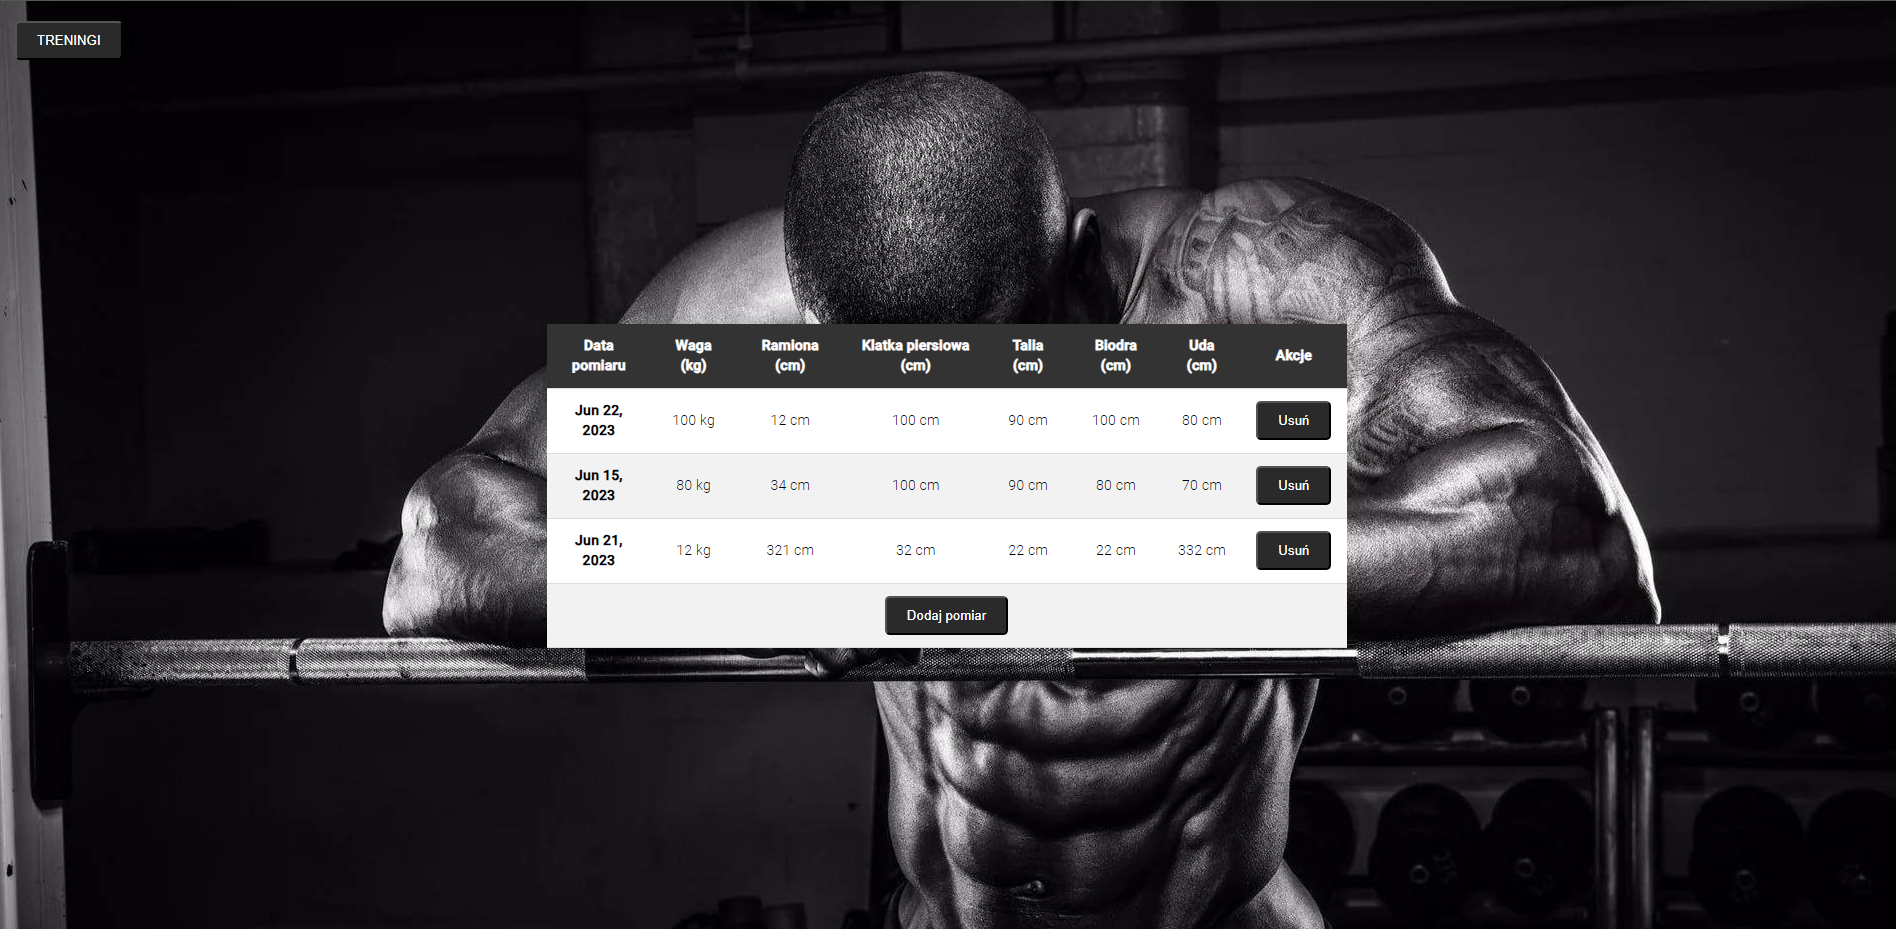 TRENINGI
Data pomiaru Waga (kg) Ramiona (cm) Klatka piersiowa (cm) Talia (cm) Biodra (cm) Uda (cm) Akcje
Jun 22, 2023 100 kg 12 cm 100 cm 90 cm 100 cm 80 cm Usuń
Jun 15, 2023 80 kg 34 cm 100 cm 90 cm 80 cm 70 cm Usuń
Jun 21, 2023 12 kg 321 cm 32 cm 22 cm 22 cm 332 cm Usuń
Dodaj pomiar